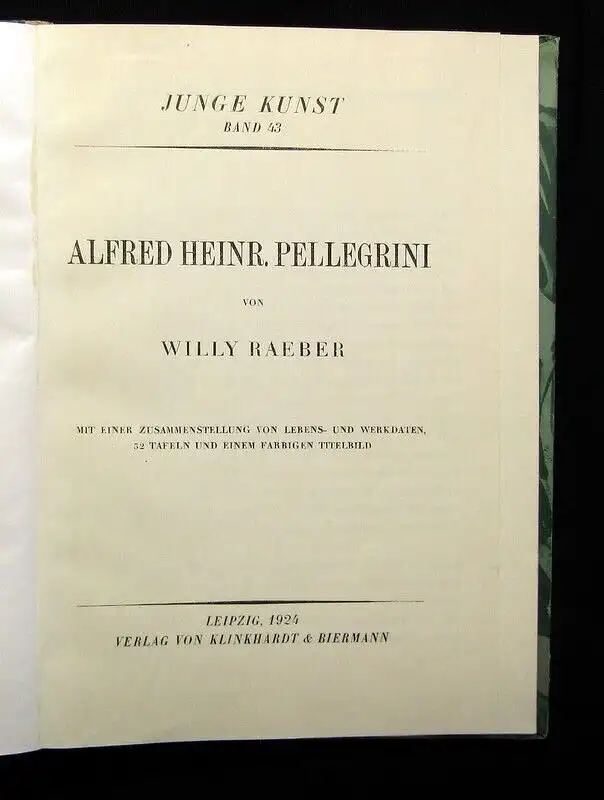 JUNGE KUNST
BAND 43
ALFRED HEINR. PELLEGRINI
VON
WILLY RAEBER
MIT EINER ZUSAMMENSTELLUNG VON LEBENS- UND WERKDATEN,
32 TAFELN UND EINEM FARBIGEN TITELBILD
LEIPZIG, 1924
VERLAG VON KLINKHARDT & BIERMANN